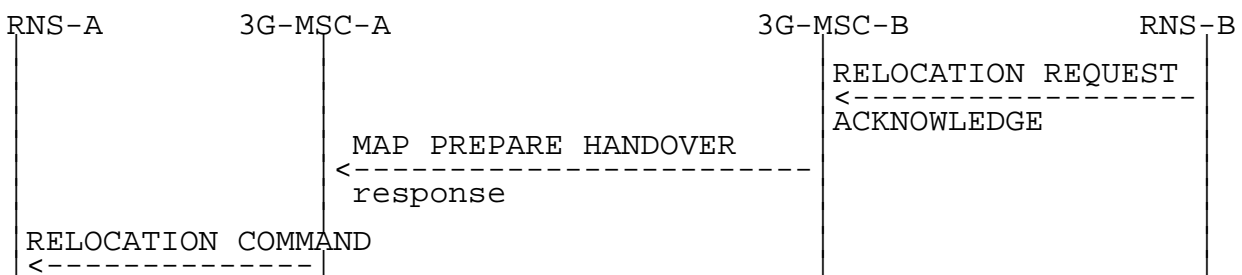 RNS-A 3G-MSC-A 3G-MSC-B RNS-B
RELOCATION REQUEST
ACKNOWLEDGE
MAP PREPARE HANDOVER
response
RELOCATION COMMAND